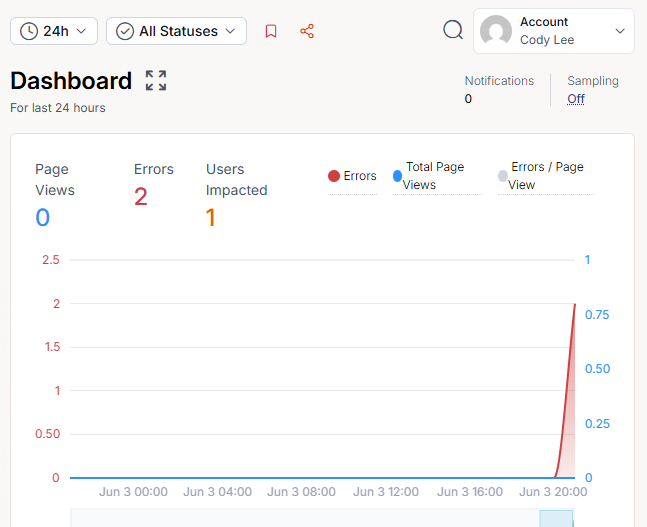 24h
All Statuses
Account
Cody Lee
Dashboard
For last 24 hours
Notifications
0
Sampling
Off
Page
Views
0
Errors
2
Users
Impacted
1
Errors
Total Page
Views
Errors / Page
View
2.5
2
1.5
1
0.50
0
1
0.75
0.50
0.25
0
Jun 3 00:00
Jun 3 04:00
Jun 3 08:00
Jun 3 12:00
Jun 3 16:00
Jun 3 20:00